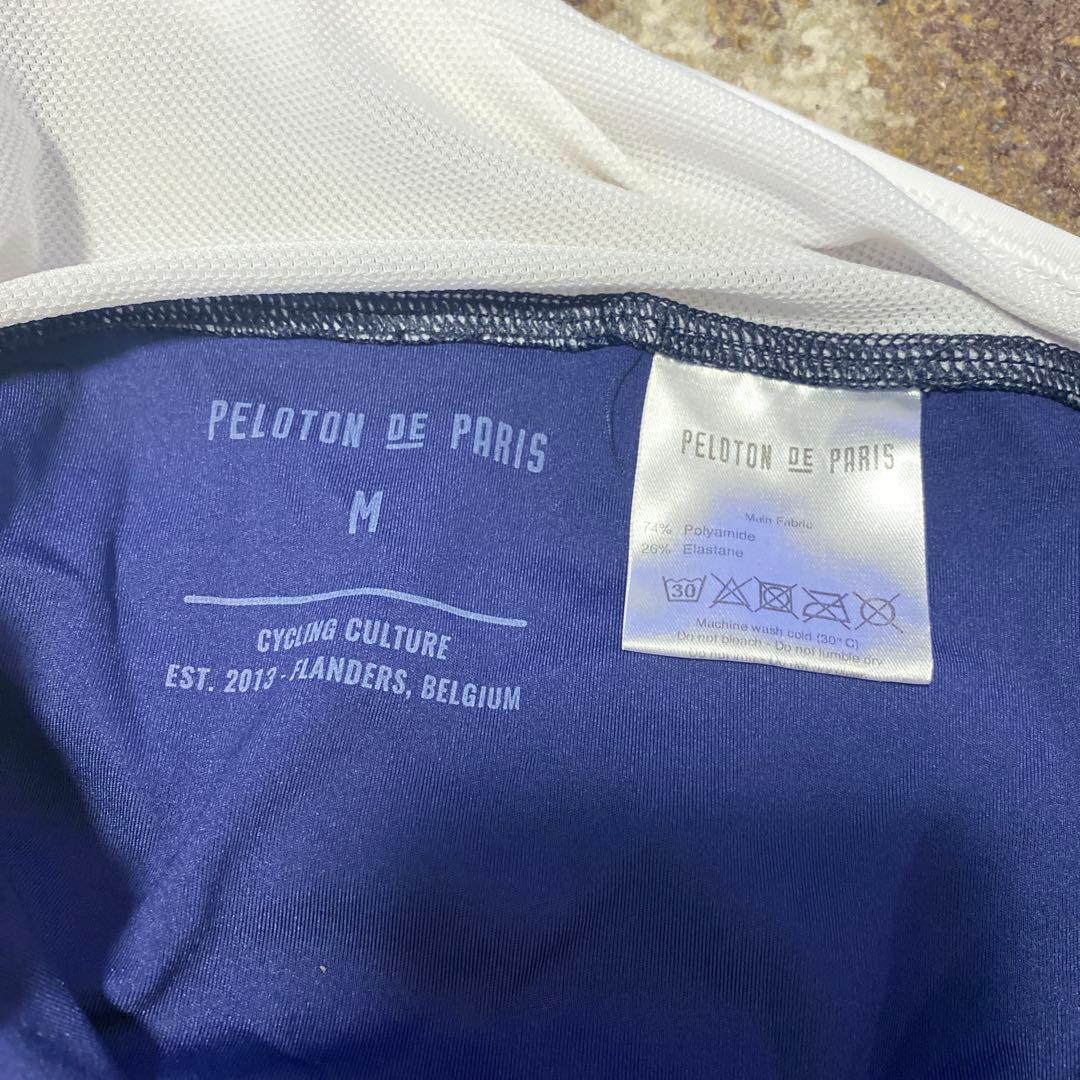 PELOTON DE PARIS
M
CYCLING CULTURE
EST. 2013 - FLANDERS, BELGIUM
PELOTON DE PARIS
Main Fabric
74% Polyamide
26% Elastane
30
Machine wash cold (30° C)
Do not bleach - Do not tumble dry